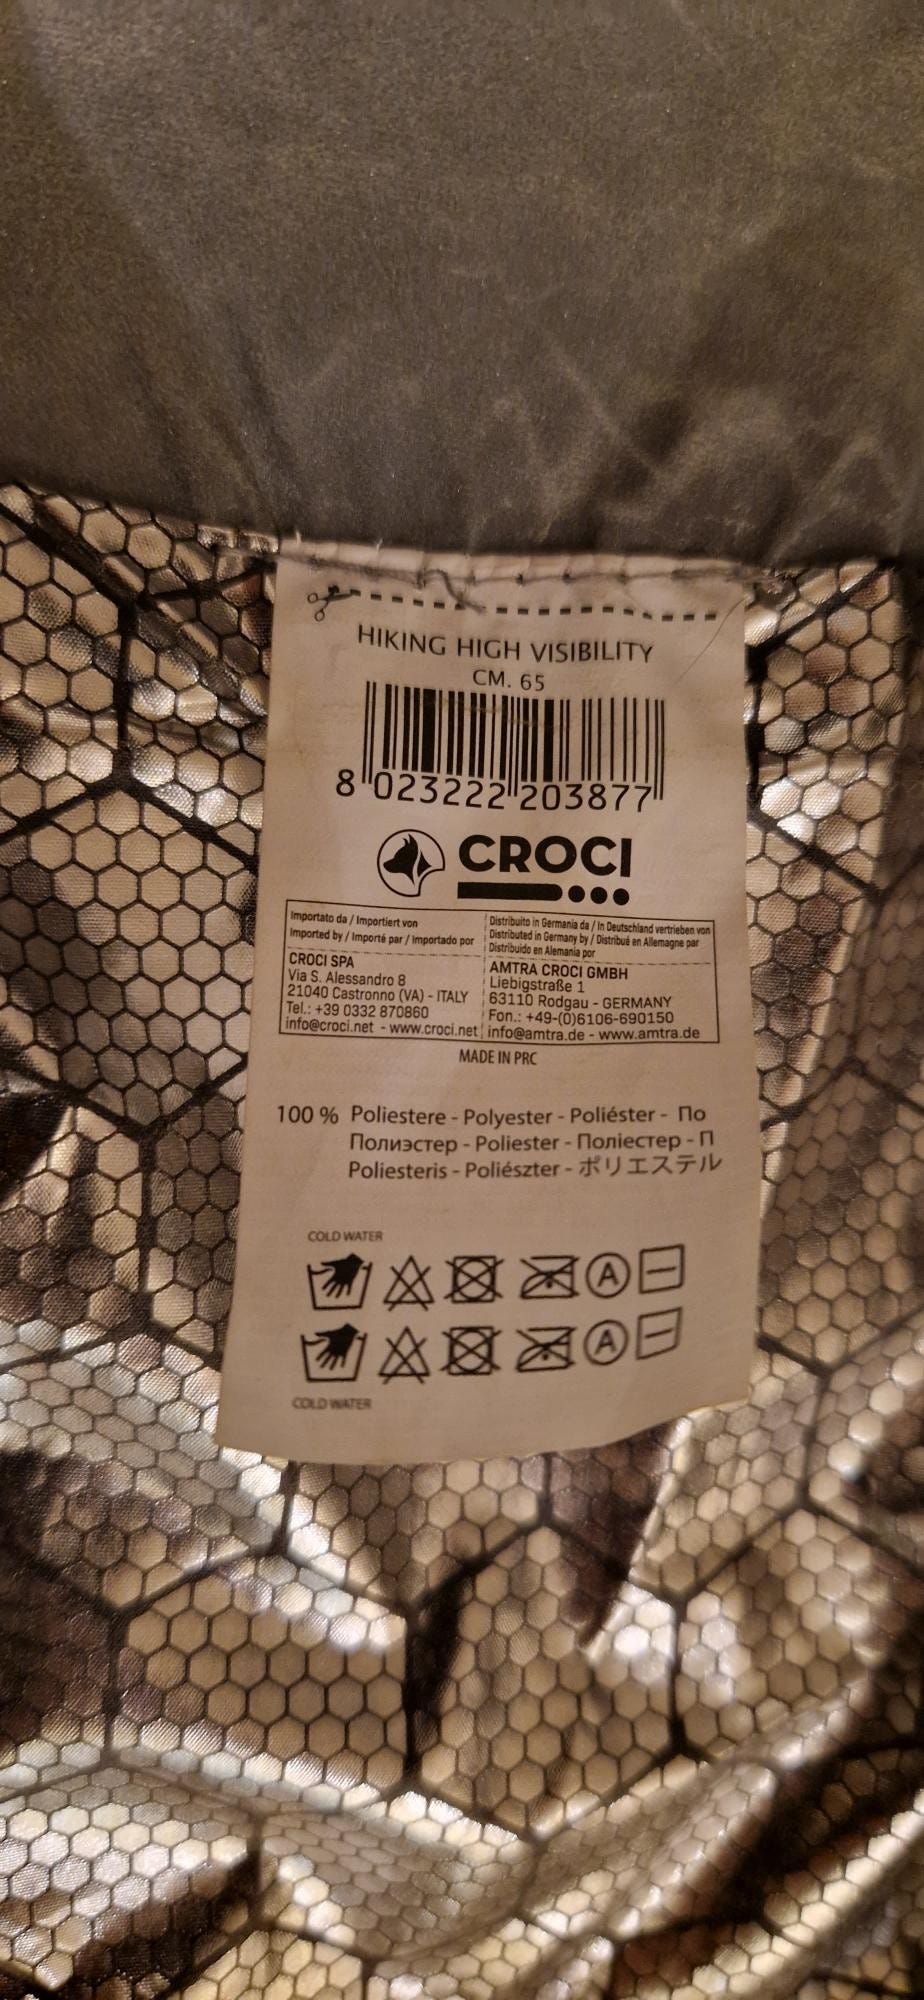 HIKING HIGH VISIBILITY
CM. 65
8 023222 203877
CROCI
Importato da / Importiert von
Imported by / Importé par / Importado por
CROCI SPA
Via S. Alessandro 8
21040 Castronno (VA) - ITALY
Tel.: +39 0332 870860
info@croci.net - www.croci.net
Distribuito in Germania da / In Deutschland vertrieben von
Distributed in Germany by / Distribué en Allemagne par
Distribuido en Alemania por
AMTRA CROCI GMBH
Liebigstraße 1
63110 Rodgau - GERMANY
Fon.: +49-(0)6106-690150
info@amtra.de - www.amtra.de
MADE IN PRC
100 % Poliestere - Polyester - Poliéster - По
Полиэстер - Poliester - Поліестер - П
Poliesteris - Poliészter - ポリエステル
COLD WATER
A
A
COLD WATER